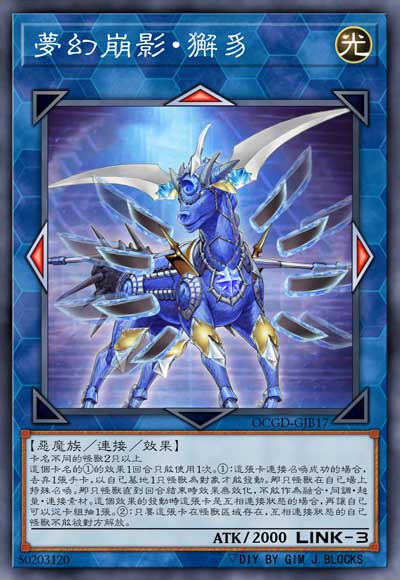 夢幻崩影・獬豸
光
OCGD-GJB17
【惡魔族／連接／效果】
卡名不同的怪獸2只以上
這個卡名的①的效果1回合只能使用1次。①：這張卡連接召喚成功的場合，
去弃1張手卡，以自己墓地1只怪獸為對象才能發動。那只怪獸在自己場上
特殊召喚。那只怪獸直到回合結束時效果無效化，不能作為融合・同調・超
量・連接素材。這個效果的發動時這張卡是互相連接狀態的場合，再讓自己
可以從卡組抽1張。②：只要這張卡在怪獸區域存在，互相連接狀態的自己
怪獸不能被對方解放。
ATK/2000 LINK-3
50203120
DIY BY GIM J.BLOCKS